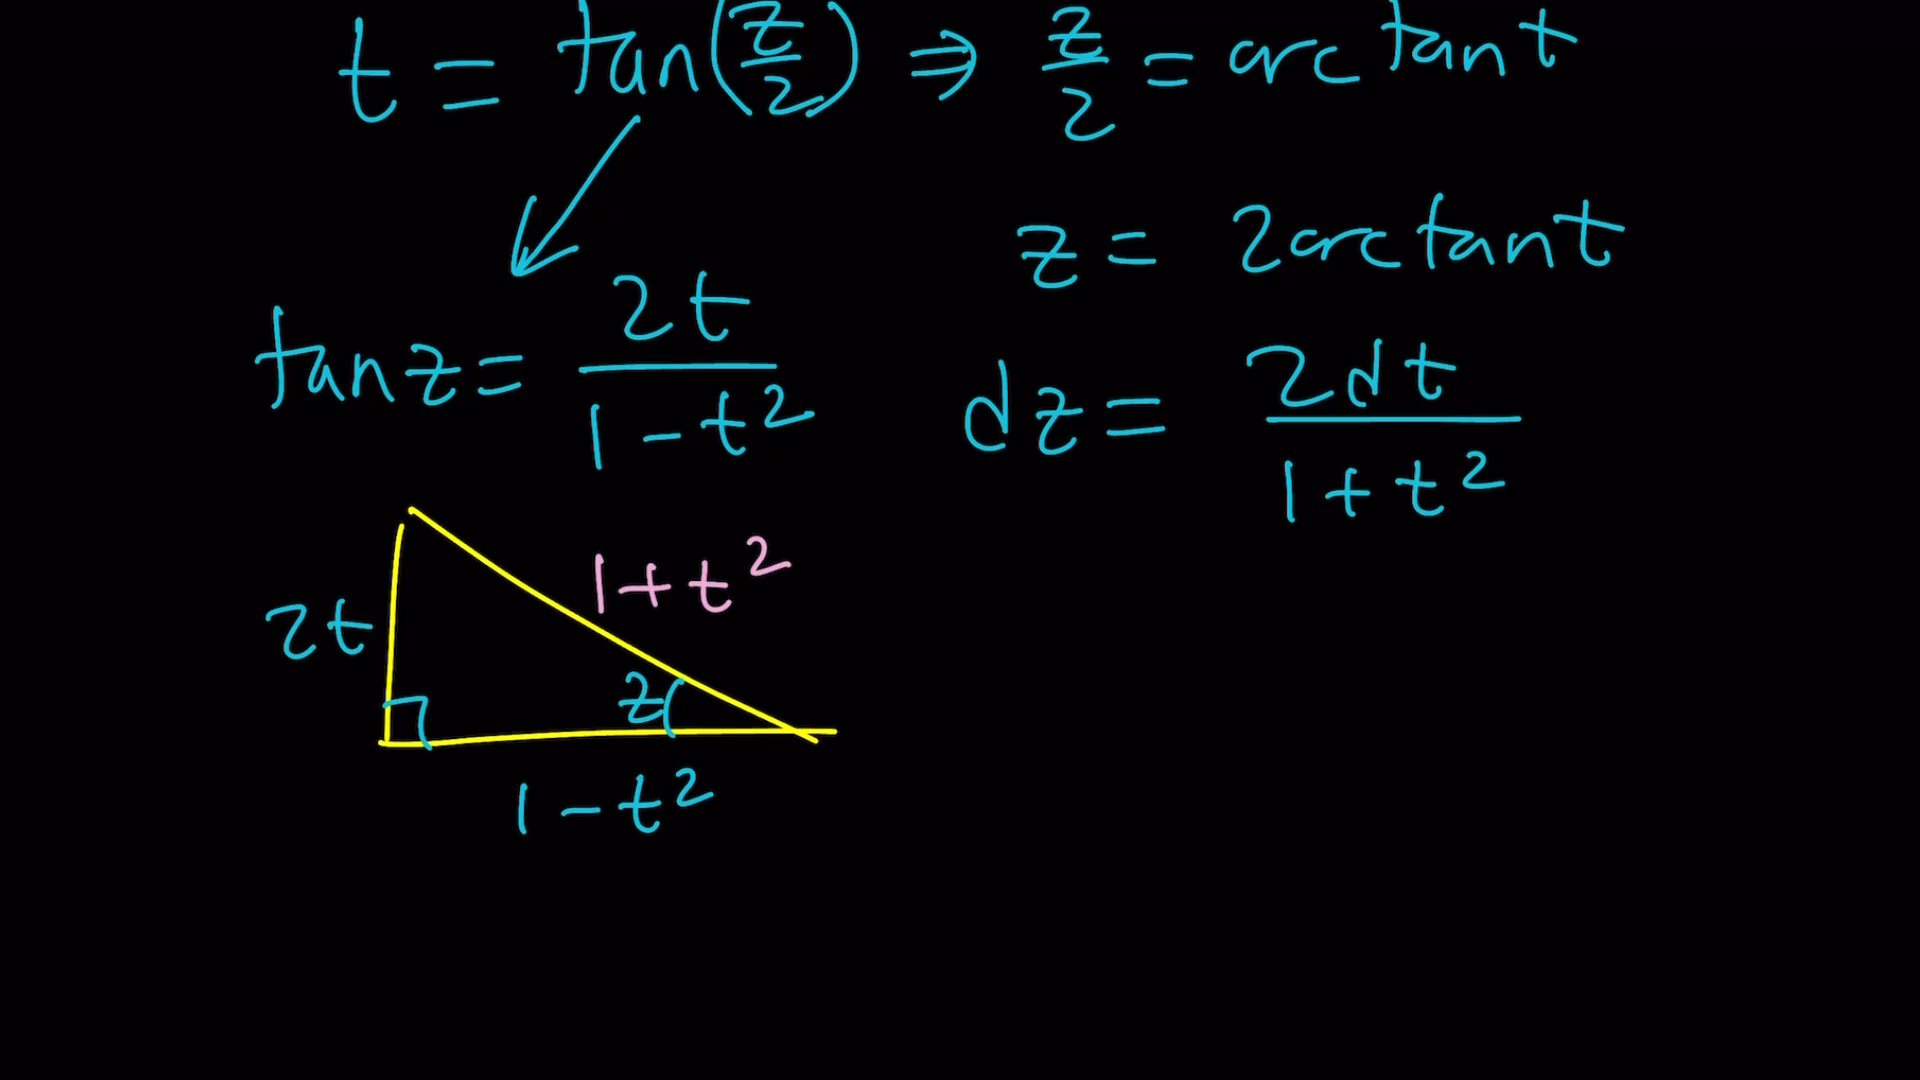 t = tan(z/2) ⇒ z/2 = arctan t
z = 2arctan t
tan z = 2t/(1-t²)
dz = 2dt/(1+t²)
1+t²
2t
z
1-t²